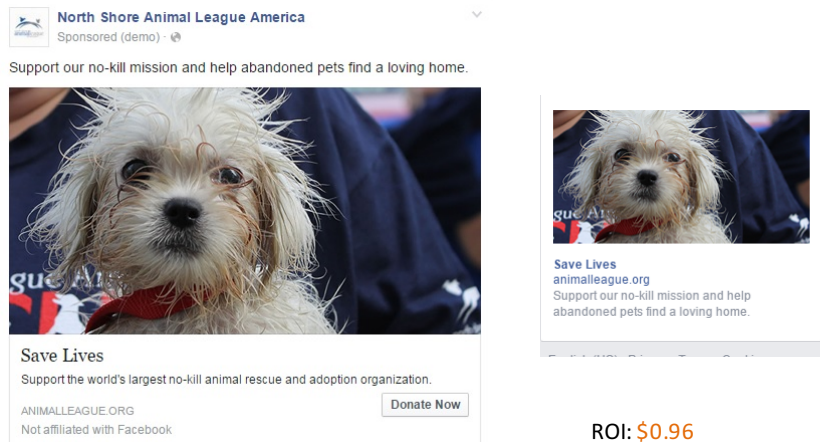 North Shore Animal League America
Sponsored (demo) ·
Support our no-kill mission and help abandoned pets find a loving home.
Save Lives
Support the world's largest no-kill animal rescue and adoption organization.
ANIMALLEAGUE.ORG
Donate Now
Not affiliated with Facebook
Save Lives
animalleague.org
Support our no-kill mission and help
abandoned pets find a loving home.
ROI: $0.96